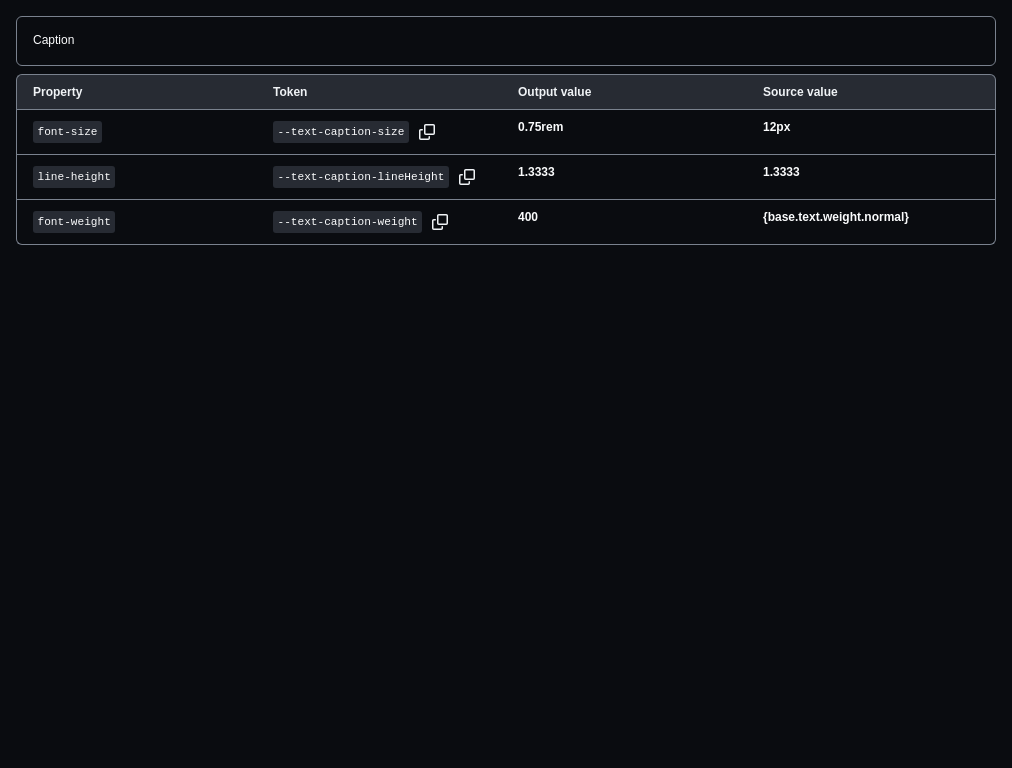 Caption
Property Token Output value Source value
font-size --text-caption-size 0.75rem 12px
line-height --text-caption-lineHeight 1.3333 1.3333
font-weight --text-caption-weight 400 {base.text.weight.normal}